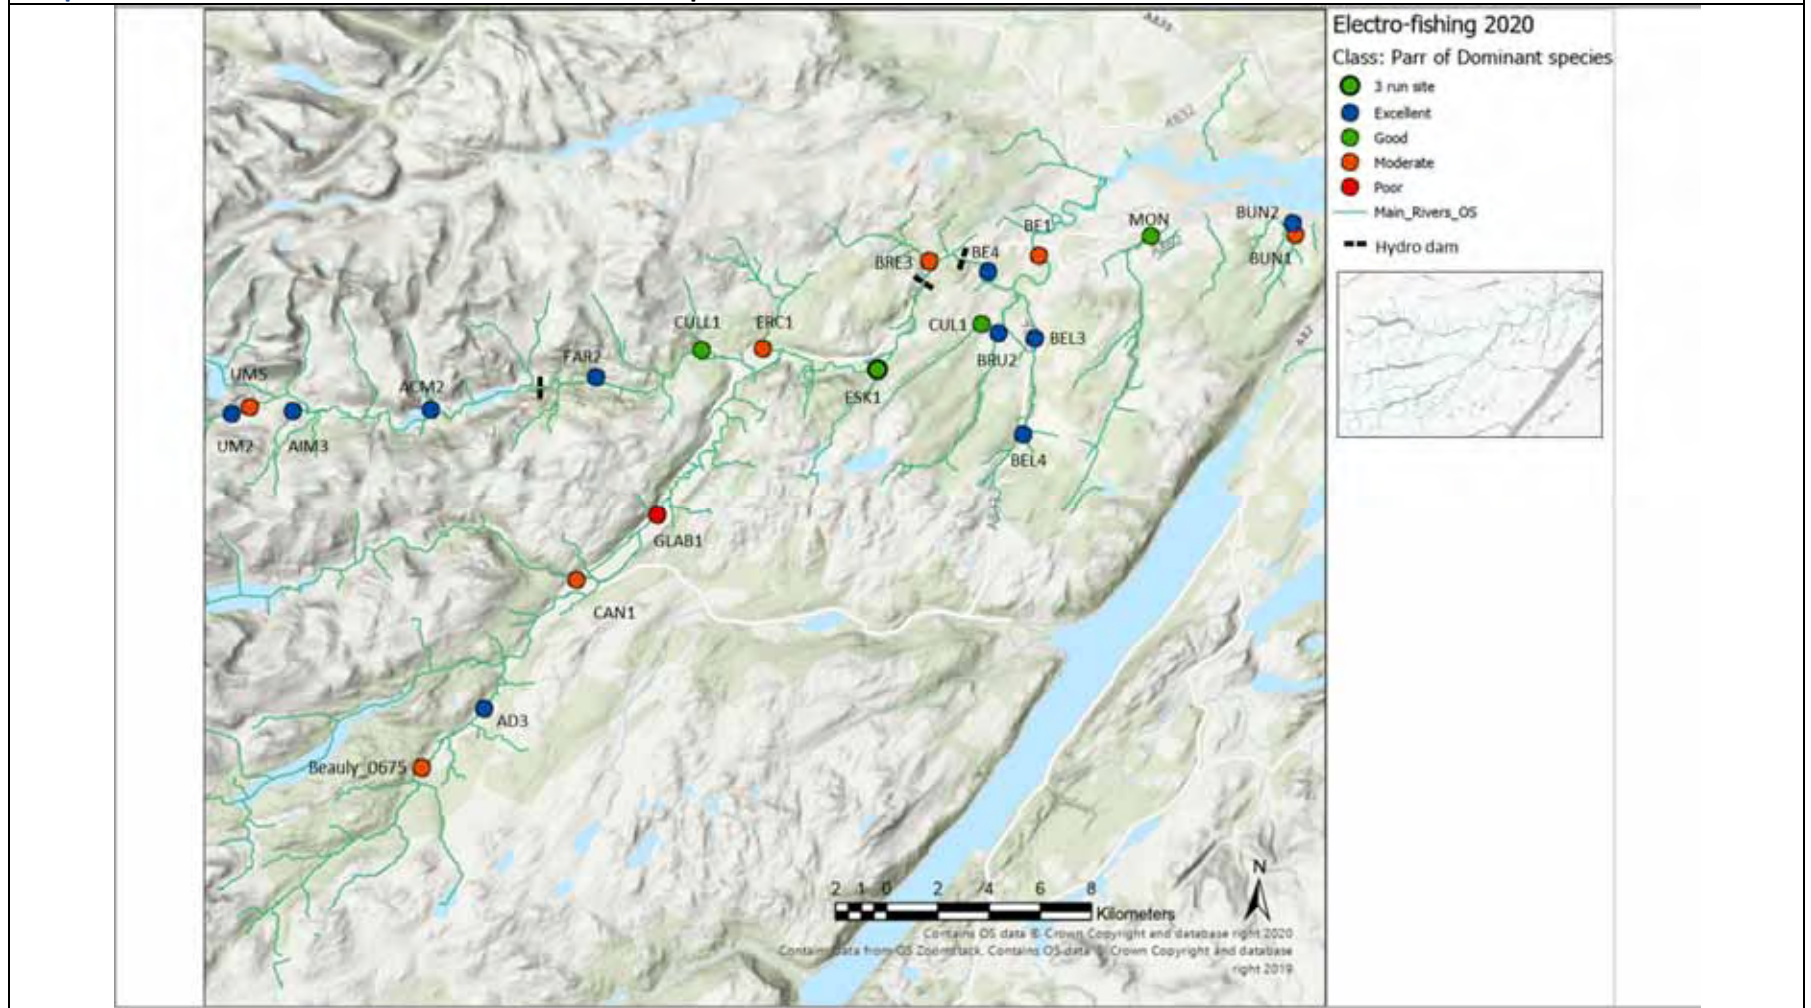 A835
A832
Electro-fishing 2020
Class: Parr of Dominant species
3 run site
Excellent
Good
Moderate
Poor
Main_Rivers_OS
Hydro dam
BUN2
MON
BE1
BUN1
BE4
BRE3
CULL1
ERC1
CUL1
BEL3
A82
BRU2
FAR2
UM5
ACM2
ESK1
UM2
AIM3
BEL4
GLAB1
CAN1
AD3
Beauly_0675
N
2 1 0 2 4 6 8
Kilometers
Contains OS data © Crown Copyright and database right 2020
Contains data from OS Zoomstack. Contains OS data © Crown Copyright and database
right 2019